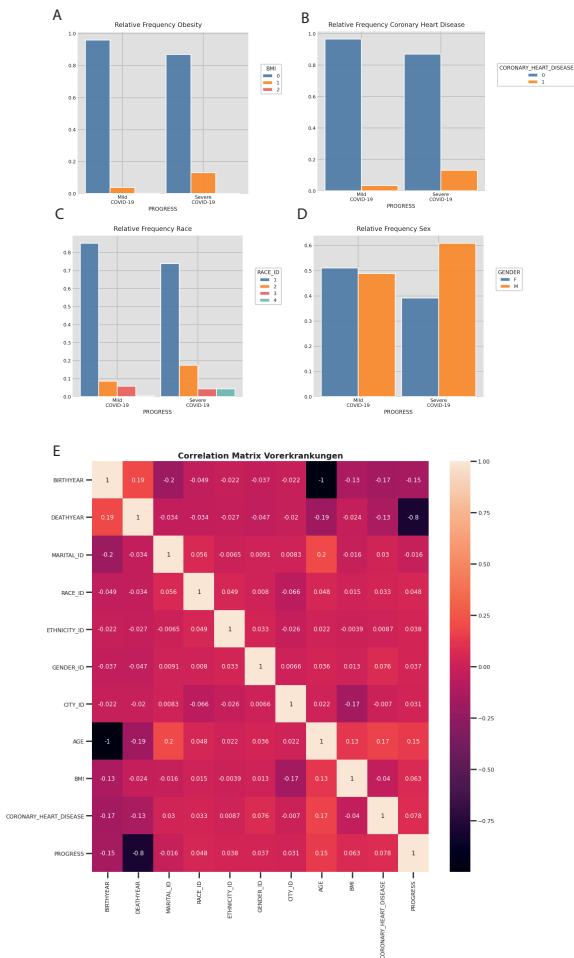 A
Relative Frequency Obesity
1.0
0.8
0.6
0.4
0.2
0.0
Mild
COVID-19
Severe
COVID-19
PROGRESS
BMI
0
1
2
B
Relative Frequency Coronary Heart Disease
1.0
0.8
0.6
0.4
0.2
0.0
Mild
COVID-19
Severe
COVID-19
PROGRESS
CORONARY_HEART_DISEASE
0
1
C
Relative Frequency Race
0.8
0.7
0.6
0.5
0.4
0.3
0.2
0.1
0.0
Mild
COVID-19
Severe
COVID-19
PROGRESS
RACE_ID
1
2
3
4
D
Relative Frequency Sex
0.6
0.5
0.4
0.3
0.2
0.1
0.0
Mild
COVID-19
Severe
COVID-19
PROGRESS
GENDER
F
M
E
Correlation Matrix Vorerkrankungen
BIRTHYEAR 1 0.19 -0.2 -0.049 -0.022 -0.037 -0.022 -1 -0.13 -0.17 -0.15
DEATHYEAR 0.19 1 -0.034 -0.034 -0.027 -0.047 -0.02 -0.19 -0.024 -0.13 -0.8
MARITAL_ID -0.2 -0.034 1 0.056 -0.0065 0.0091 0.0083 0.2 -0.016 0.03 -0.016
RACE_ID -0.049 -0.034 0.056 1 0.049 0.008 -0.066 0.048 0.015 0.033 0.048
ETHNICITY_ID -0.022 -0.027 -0.0065 0.049 1 0.033 -0.026 0.022 -0.0039 0.0087 0.038
GENDER_ID -0.037 -0.047 0.0091 0.008 0.033 1 0.0066 0.036 0.013 0.076 0.037
CITY_ID -0.022 -0.02 0.0083 -0.066 -0.026 0.0066 1 0.022 -0.17 -0.007 0.031
AGE -1 -0.19 0.2 0.048 0.022 0.036 0.022 1 0.13 0.17 0.15
BMI -0.13 -0.024 -0.016 0.015 -0.0039 0.013 -0.17 0.13 1 -0.04 0.063
CORONARY_HEART_DISEASE -0.17 -0.13 0.03 0.033 0.0087 0.076 -0.007 0.17 -0.04 1 0.078
PROGRESS -0.15 -0.8 -0.016 0.048 0.038 0.037 0.031 0.15 0.063 0.078 1
BIRTHYEAR
DEATHYEAR
MARITAL_ID
RACE_ID
ETHNICITY_ID
GENDER_ID
CITY_ID
AGE
BMI
CORONARY_HEART_DISEASE
PROGRESS
1.00
0.75
0.50
0.25
0.00
-0.25
-0.50
-0.75